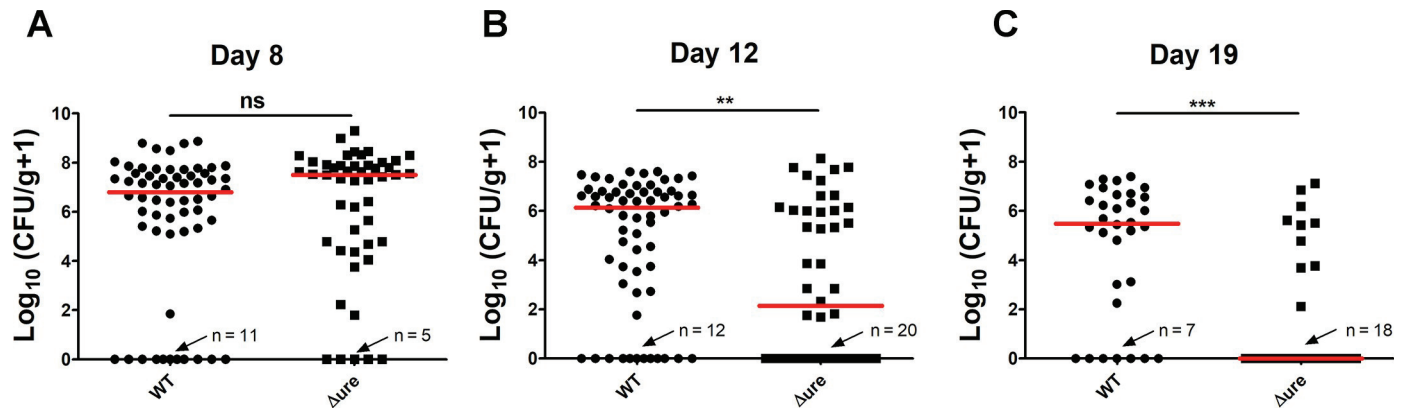 A
Day 8
ns
Log10 (CFU/g+1)
10
8
6
4
2
0
n = 11
n = 5
WT
Δure
B
Day 12
**
Log10 (CFU/g+1)
10
8
6
4
2
0
n = 12
n = 20
WT
Δure
C
Day 19
***
Log10 (CFU/g+1)
10
8
6
4
2
0
n = 7
n = 18
WT
Δure